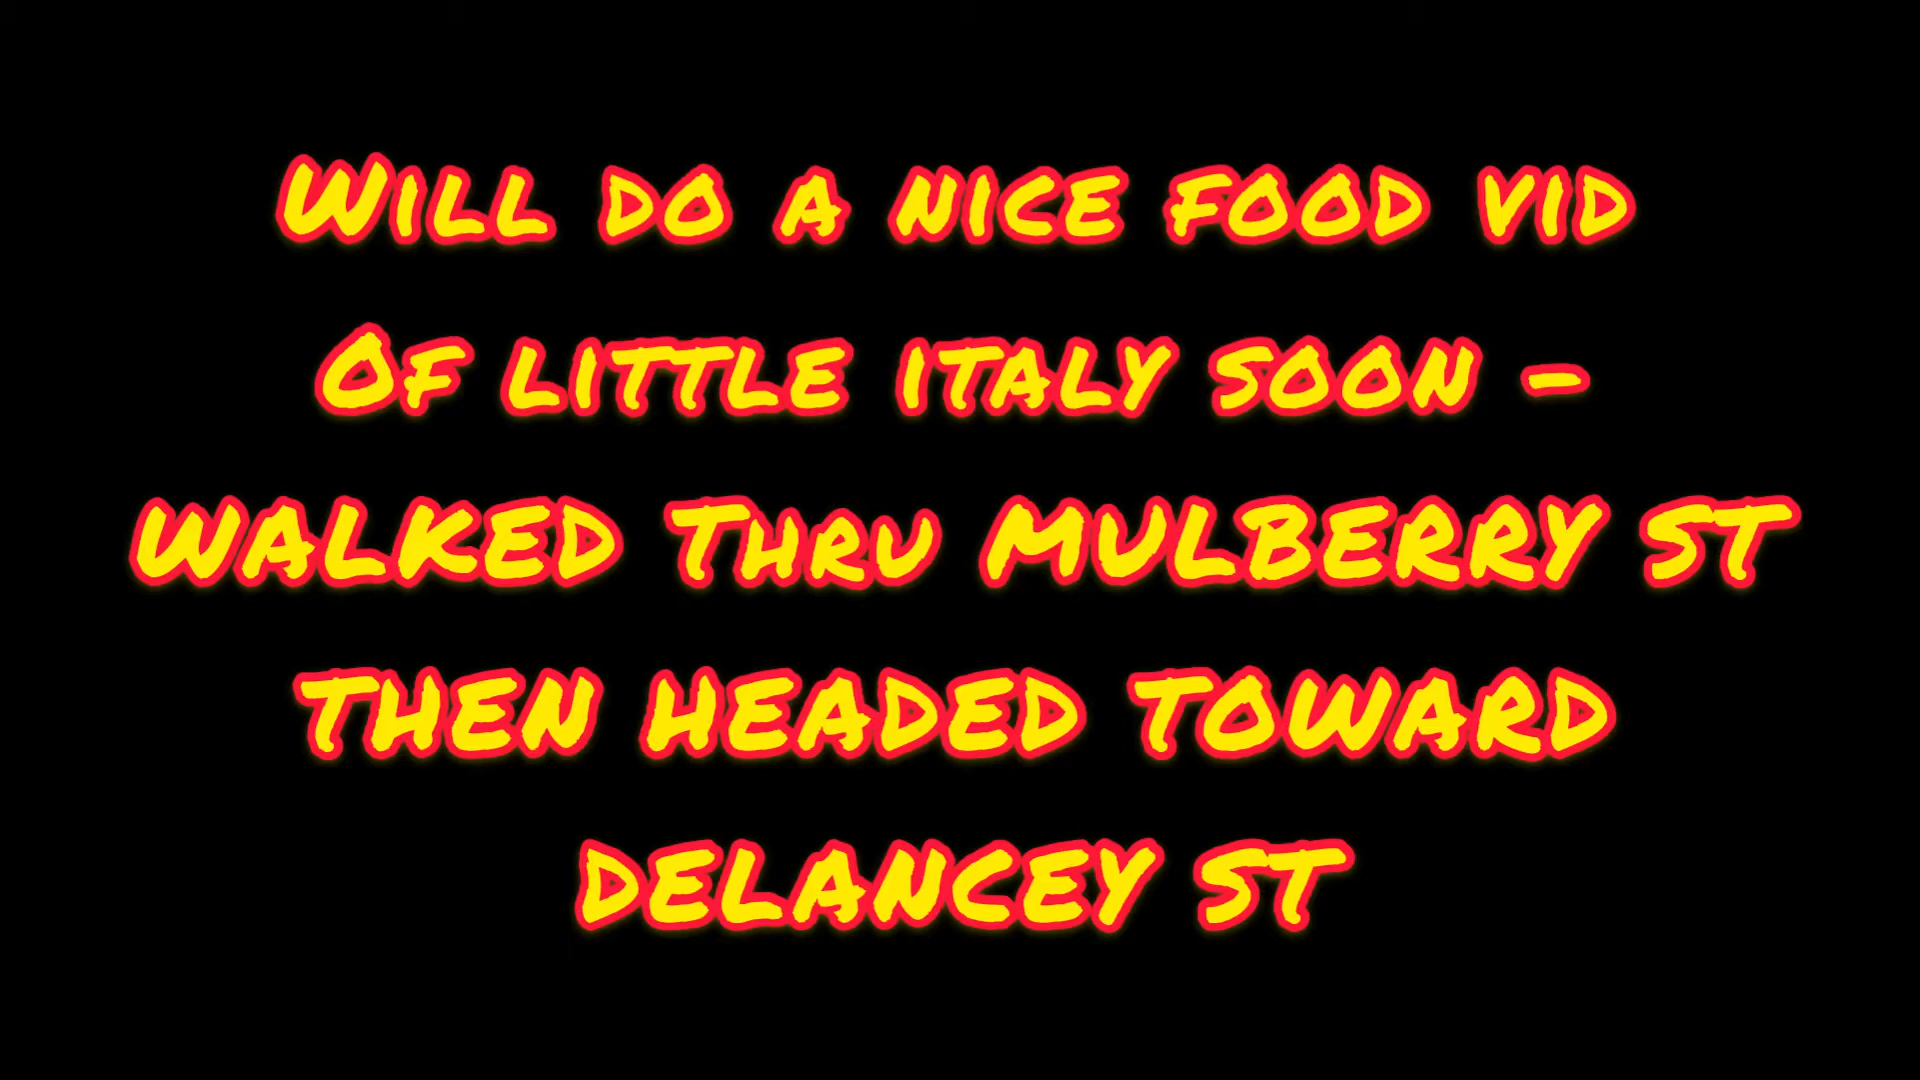 Will do a nice food vid
Of little italy soon -
WALKED Thru MULBERRY ST
THEN HEADED TOWARD
DELANCEY ST